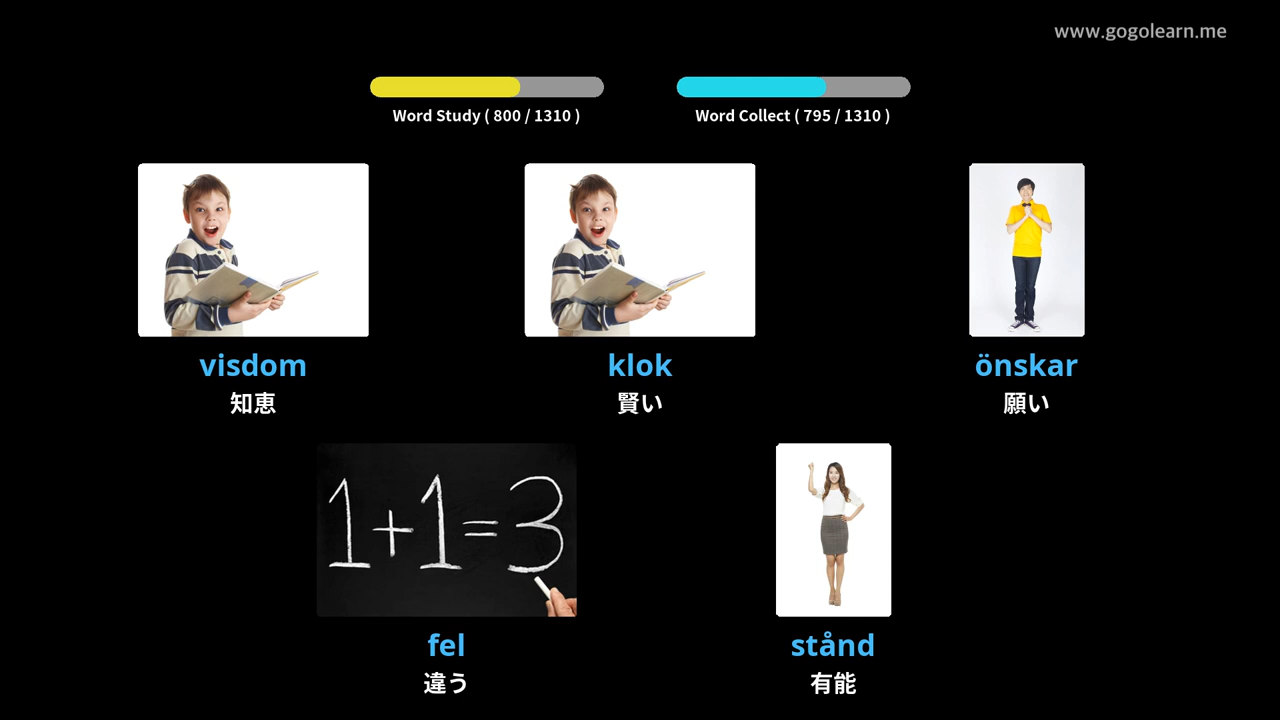 www.gogolearn.me
Word Study ( 800 / 1310 )
Word Collect ( 795 / 1310 )
visdom
知恵
klok
賢い
önskar
願い
1+1=3
fel
違う
stånd
有能